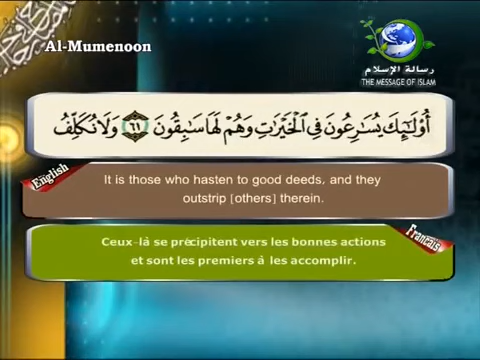 Al-Mumenoon
رسالة الإسلام
THE MESSAGE OF ISLAM
أُو۟لَـٰٓئِكَ يُسَـٰرِعُونَ فِى ٱلْخَيْرَٰتِ وَهُمْ لَهَا سَـٰبِقُونَ ٦١ وَلَا نُكَلِّفُ
English
It is those who hasten to good deeds, and they
outstrip [others] therein.
Francais
Ceux-là se précipitent vers les bonnes actions
et sont les premiers à les accomplir.